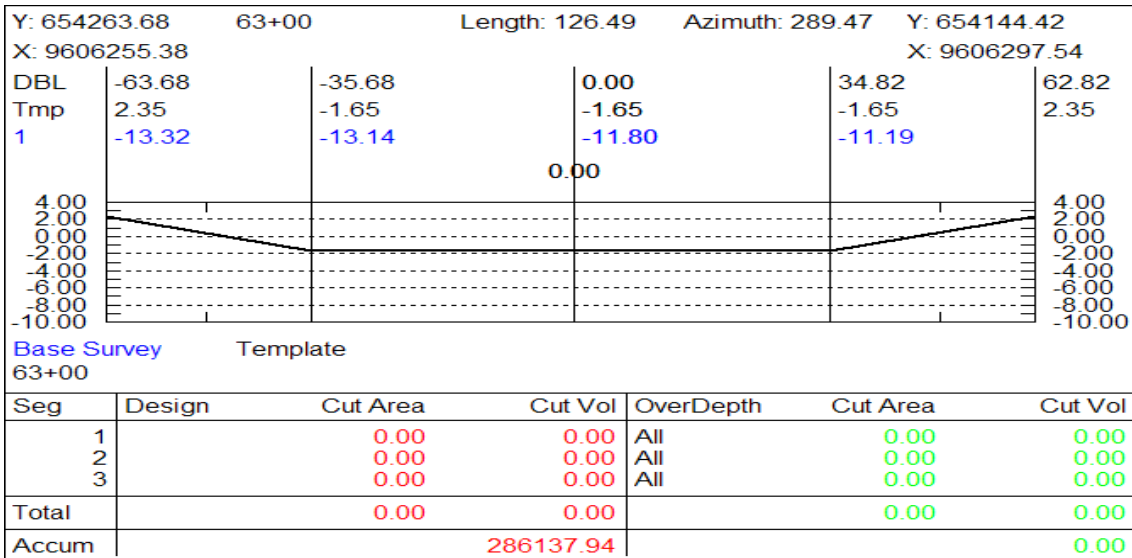 Y: 654263.68 63+00 Length: 126.49 Azimuth: 289.47 Y: 654144.42
X: 9606255.38 X: 9606297.54
DBL -63.68 -35.68 0.00 34.82 62.82
Tmp 2.35 -1.65 -1.65 -1.65 2.35
1 -13.32 -13.14 -11.80 -11.19
0.00
4.00 4.00
2.00 2.00
0.00 0.00
-2.00 -2.00
-4.00 -4.00
-6.00 -6.00
-8.00 -8.00
-10.00 -10.00
Base Survey Template
63+00
Seg Design Cut Area Cut Vol OverDepth Cut Area Cut Vol
1 0.00 0.00 All 0.00 0.00
2 0.00 0.00 All 0.00 0.00
3 0.00 0.00 All 0.00 0.00
Total 0.00 0.00 0.00 0.00
Accum 286137.94 0.00